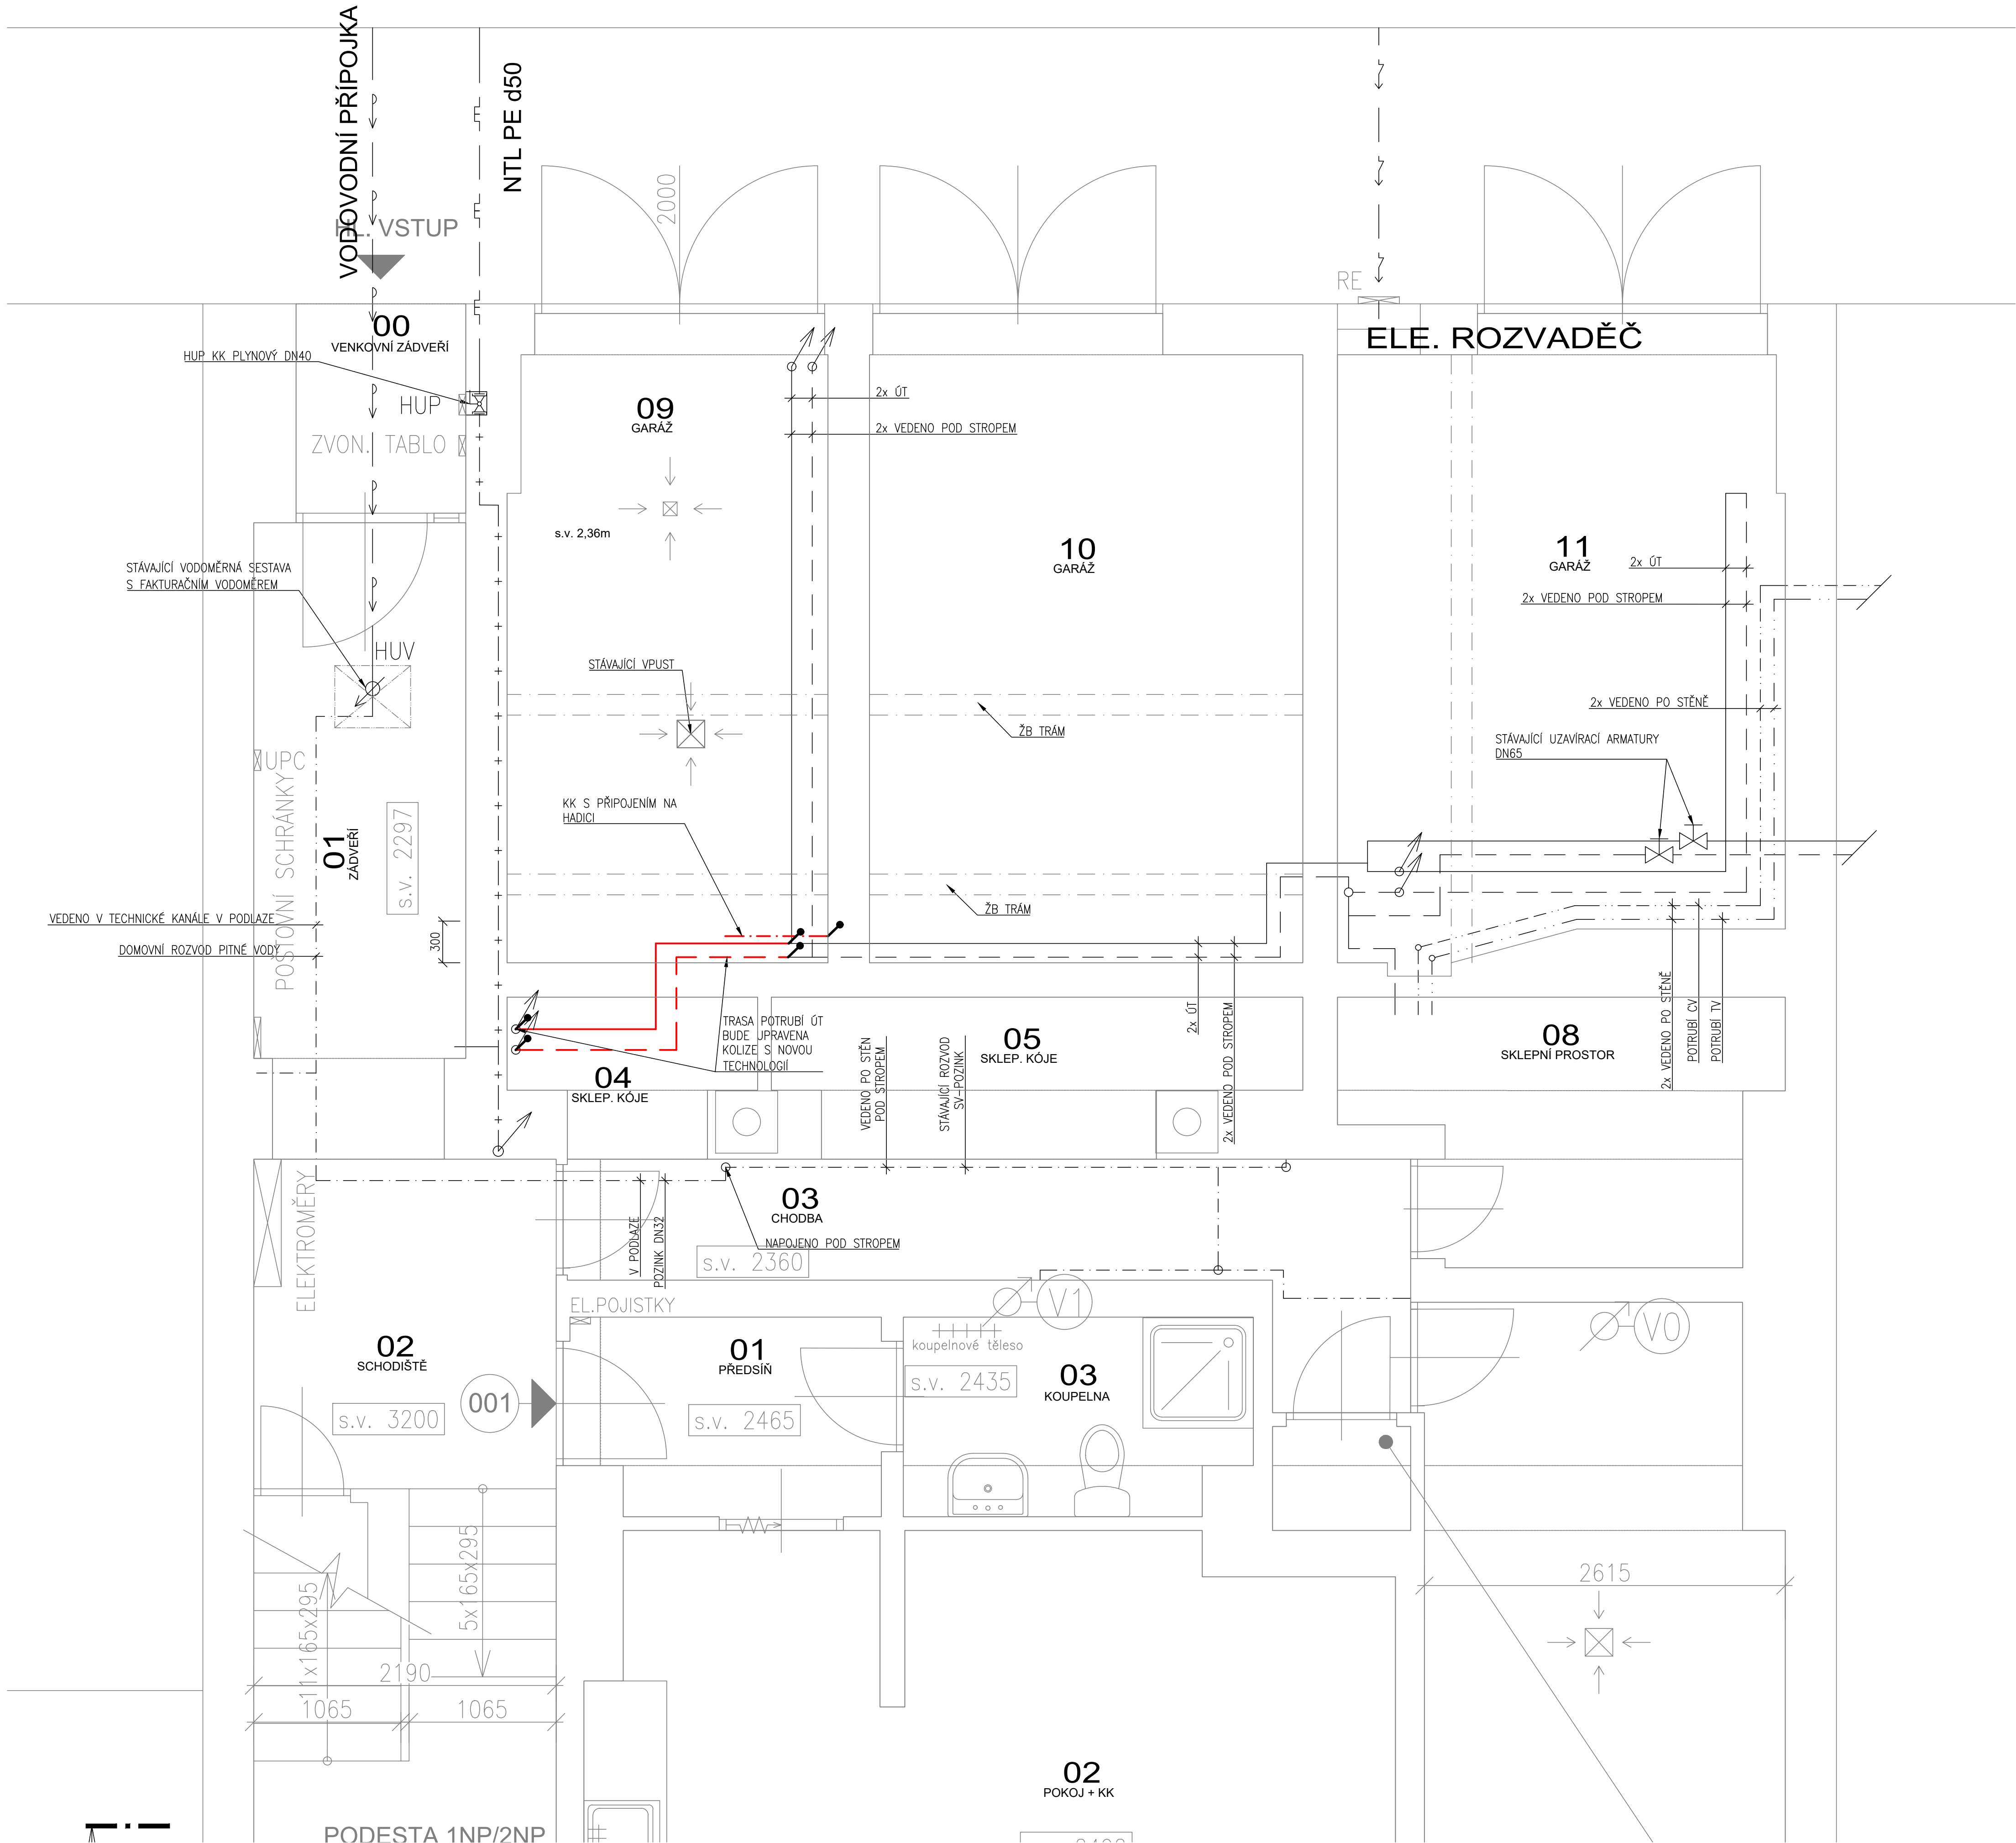 VODOVODNÍ PŘÍPOJKA
NTL PE d50
HL. VSTUP
2000
RE
ELE. ROZVADĚČ
00
VENKOVNÍ ZÁDVEŘÍ
HUP KK PLYNOVÝ DN40
HUP
ZVON. TABLO
09
GARÁŽ
2x ÚT
2x VEDENO POD STROPEM
s.v. 2,36m
10
GARÁŽ
11
GARÁŽ
2x ÚT
2x VEDENO POD STROPEM
STÁVAJÍCÍ VODOMĚRNÁ SESTAVA
S FAKTURAČNÍM VODOMĚREM
HUV
STÁVAJÍCÍ VPUST
2x VEDENO PO STĚNĚ
ŽB TRÁM
STÁVAJÍCÍ UZAVÍRACÍ ARMATURY
DN65
UPC
POŠTOVNÍ SCHRÁNKY
01
ZÁDVEŘÍ
s.v. 2297
KK S PŘIPOJENÍM NA
HADICI
ŽB TRÁM
VEDENO V TECHNICKÉ KANÁLE V PODLAZE
DOMOVNÍ ROZVOD PITNÉ VODY
300
TRASA POTRUBÍ ÚT
BUDE UPRAVENA
KOLIZE S NOVOU
TECHNOLOGIÍ
04
SKLEP. KÓJE
05
SKLEP. KÓJE
08
SKLEPNÍ PROSTOR
VEDENO PO STĚN
POD STROPEM
STÁVAJÍCÍ ROZVOD
SV-POZINK
2x ÚT
2x VEDENO POD STROPEM
2x VEDENO PO STĚNĚ
POTRUBÍ CV
POTRUBÍ TV
ELEKTROMĚRY
03
CHODBA
V PODLAZE
POZINK DN32
NAPOJENO POD STROPEM
s.v. 2360
EL.POJISTKY
V1
V0
koupelnové těleso
02
SCHODIŠTĚ
01
PŘEDSÍŇ
s.v. 2435
03
KOUPELNA
s.v. 3200
001
s.v. 2465
5x165x295
11x165x295
2615
2190
1065
1065
02
POKOJ + KK
PODESTA 1NP/2NP